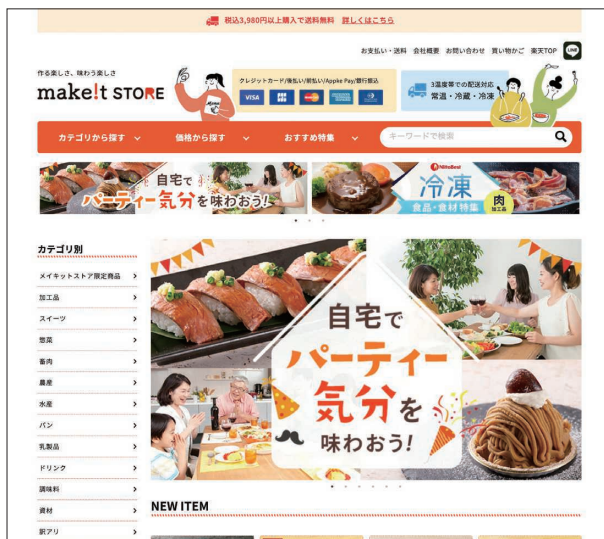 税込3,980円以上購入で送料無料 詳しくはこちら
お支払い・送料 会社概要 お問い合わせ 買い物かご 楽天TOP LINE
作る楽しさ、味わう楽しさ
make!t STORE
クレジットカード/後払い/前払い/Appke Pay/銀行振込
VISA JCB
3温度帯での配送対応
常温・冷蔵・冷凍
カテゴリから探す 価格から探す おすすめ特集 キーワードで検索
自宅で
パーティー気分を味わおう!
NichoBeal
冷凍
食品・食材特集
肉
加工品
カテゴリ別
メイキットストア限定商品
加工品
スイーツ
惣菜
畜肉
農産
水産
パン
乳製品
ドリンク
調味料
資材
訳アリ
自宅で
パーティー
気分を
味わおう!
NEW ITEM